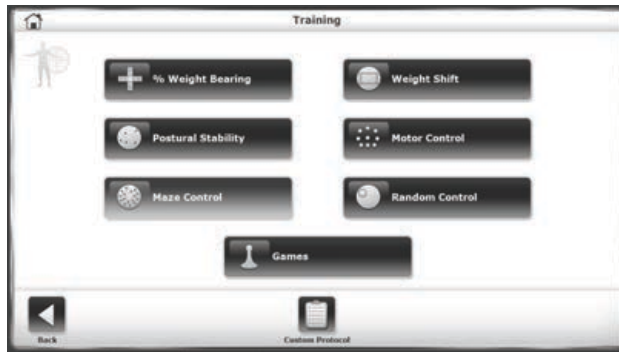 Training
% Weight Bearing
Weight Shift
Postural Stability
Motor Control
Maze Control
Random Control
Games
Back
Custom Protocol